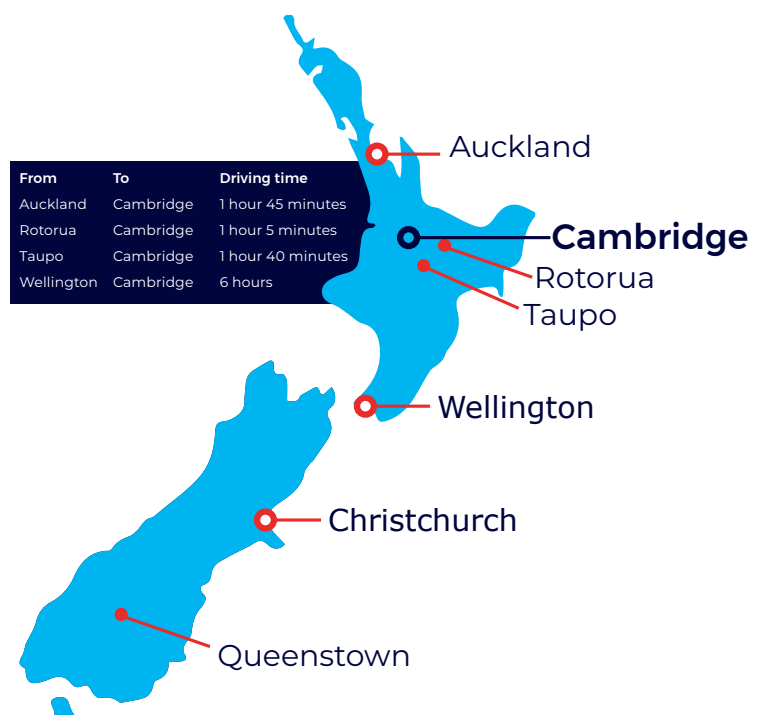 Auckland
From To Driving time
Auckland Cambridge 1 hour 45 minutes
Rotorua Cambridge 1 hour 5 minutes
Taupo Cambridge 1 hour 40 minutes
Wellington Cambridge 6 hours
Cambridge
Rotorua
Taupo
Wellington
Christchurch
Queenstown